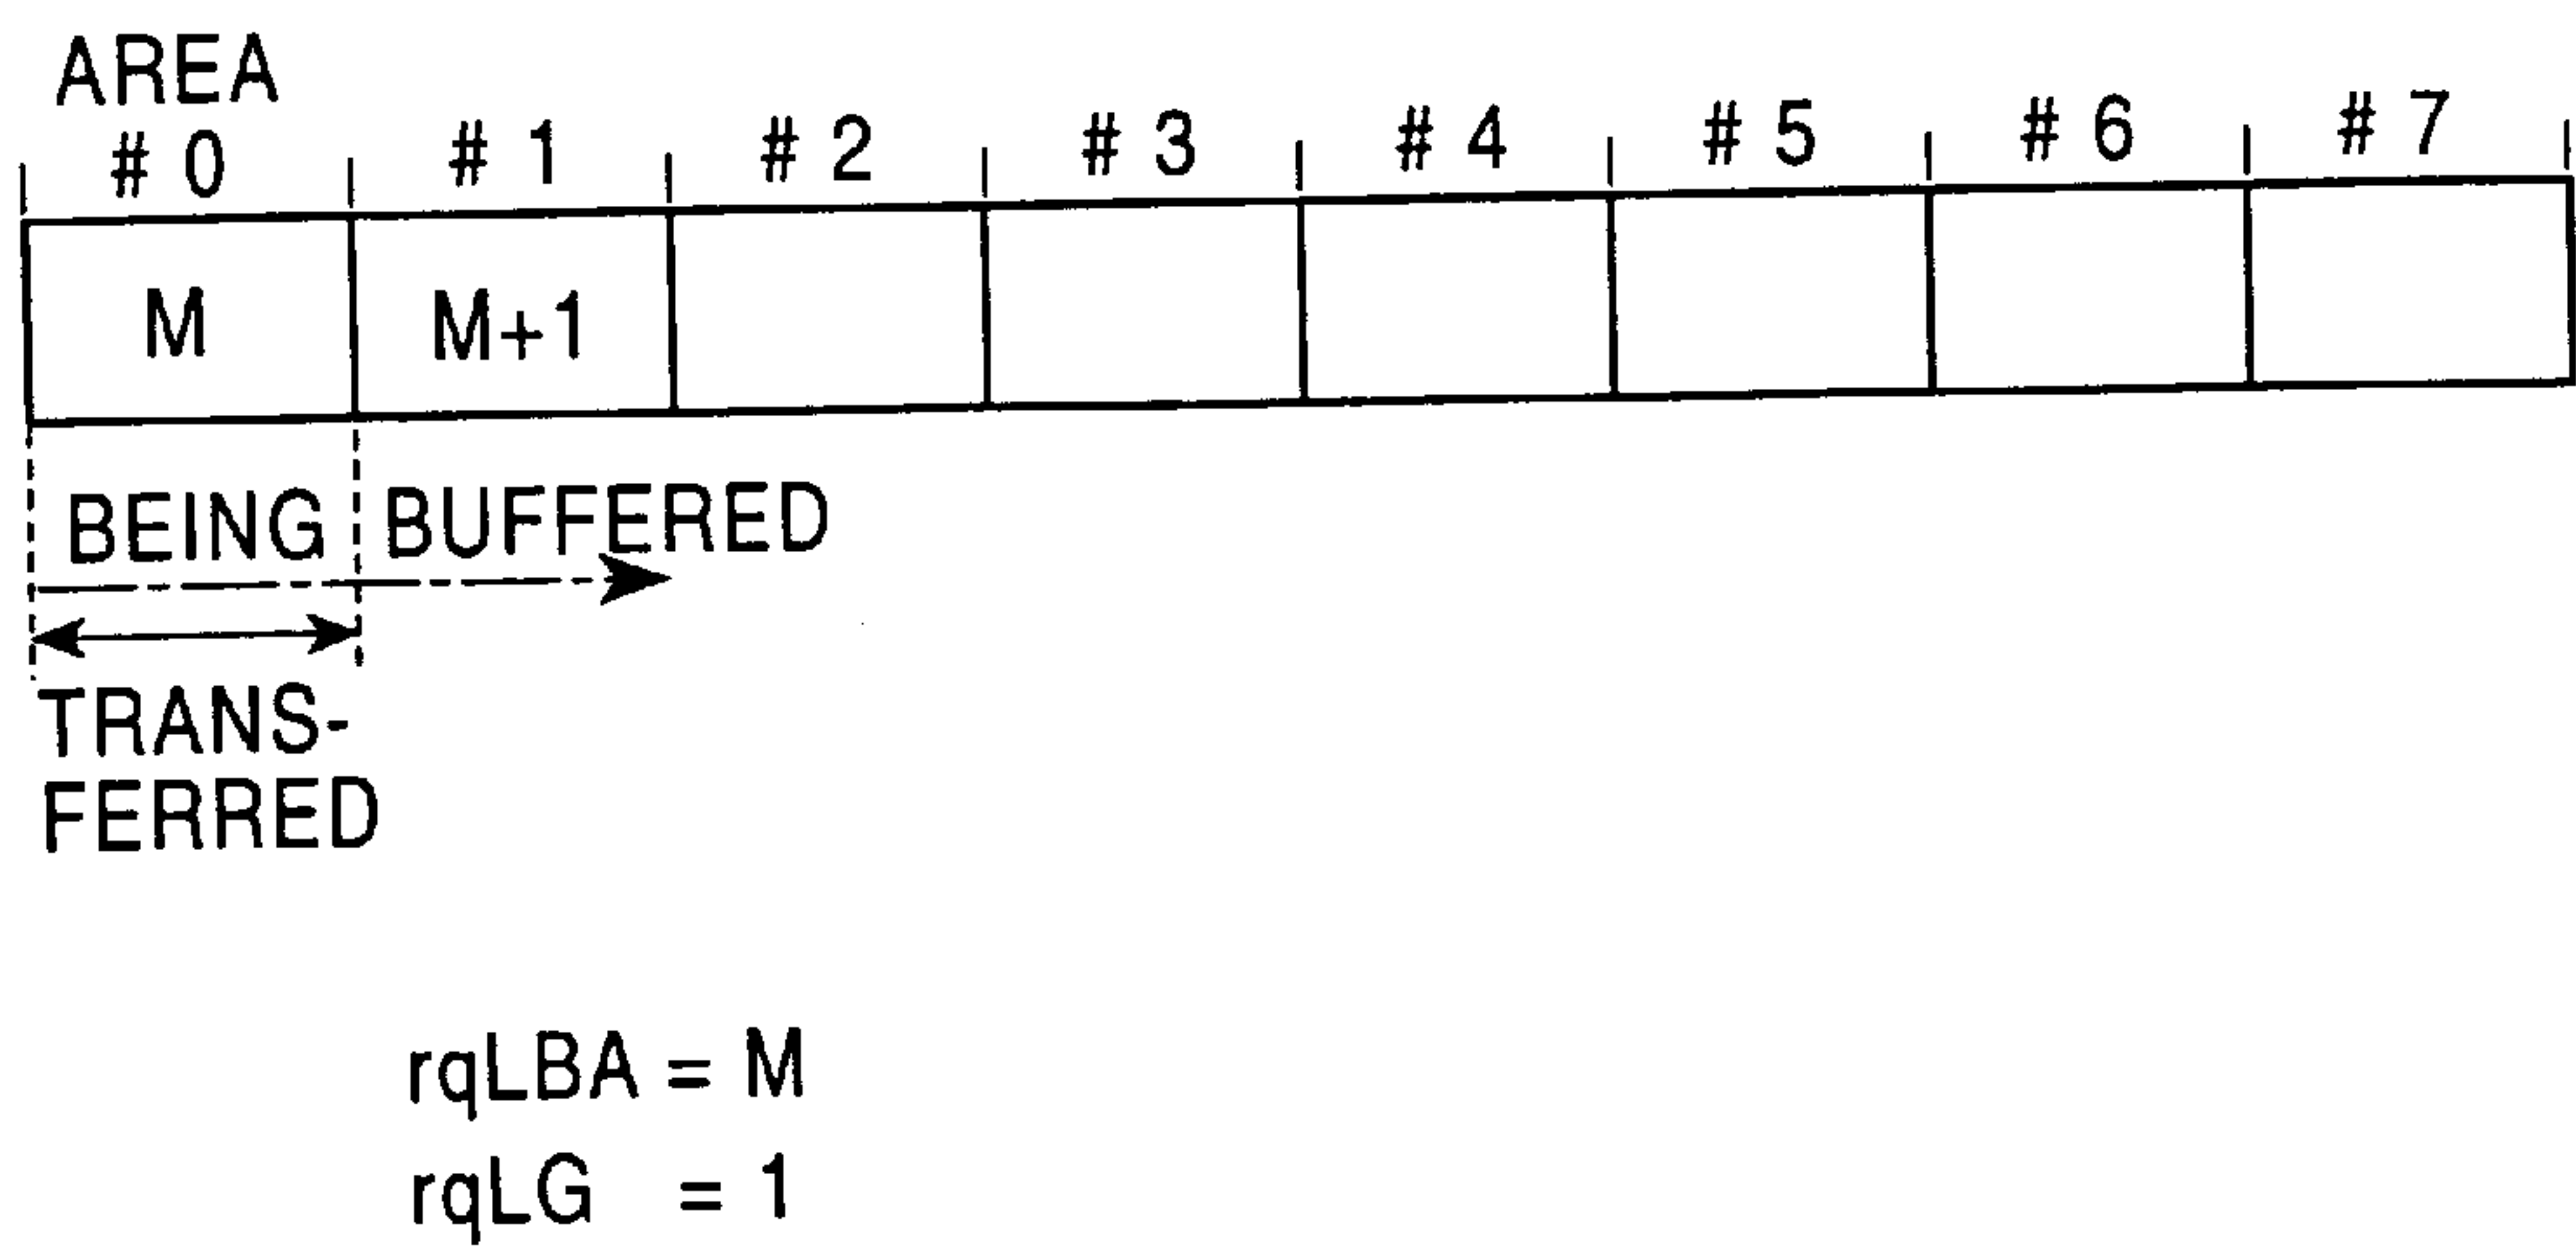 AREA
# 0 # 1 # 2 # 3 # 4 # 5 # 6 # 7
M M+1
BEING BUFFERED
TRANS-
FERRED
rqLBA = M
rqLG = 1